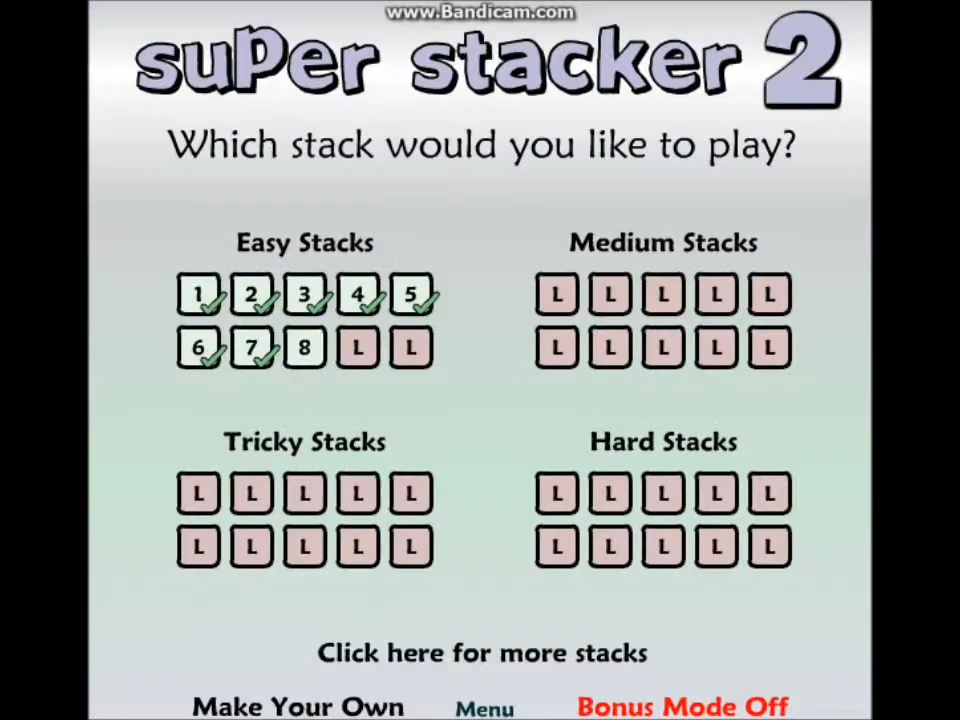 www.Bandicam.com
super stacker 2
Which stack would you like to play?
Easy Stacks
1 2 3 4 5
6 7 8 L L
Medium Stacks
L L L L L
L L L L L
Tricky Stacks
L L L L L
L L L L L
Hard Stacks
L L L L L
L L L L L
Click here for more stacks
Make Your Own Menu Bonus Mode Off